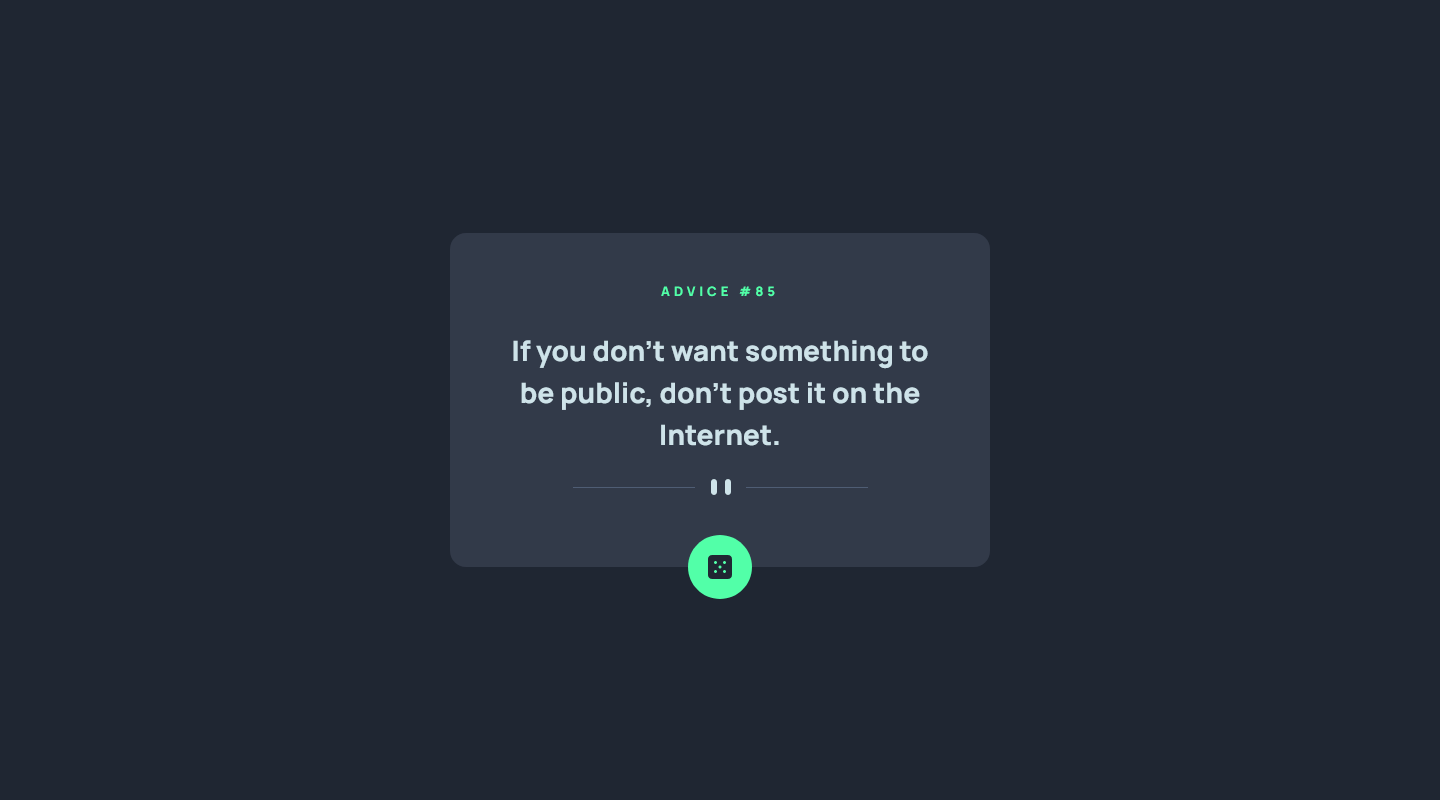 ADVICE #85
If you don’t want something to
be public, don’t post it on the
Internet.